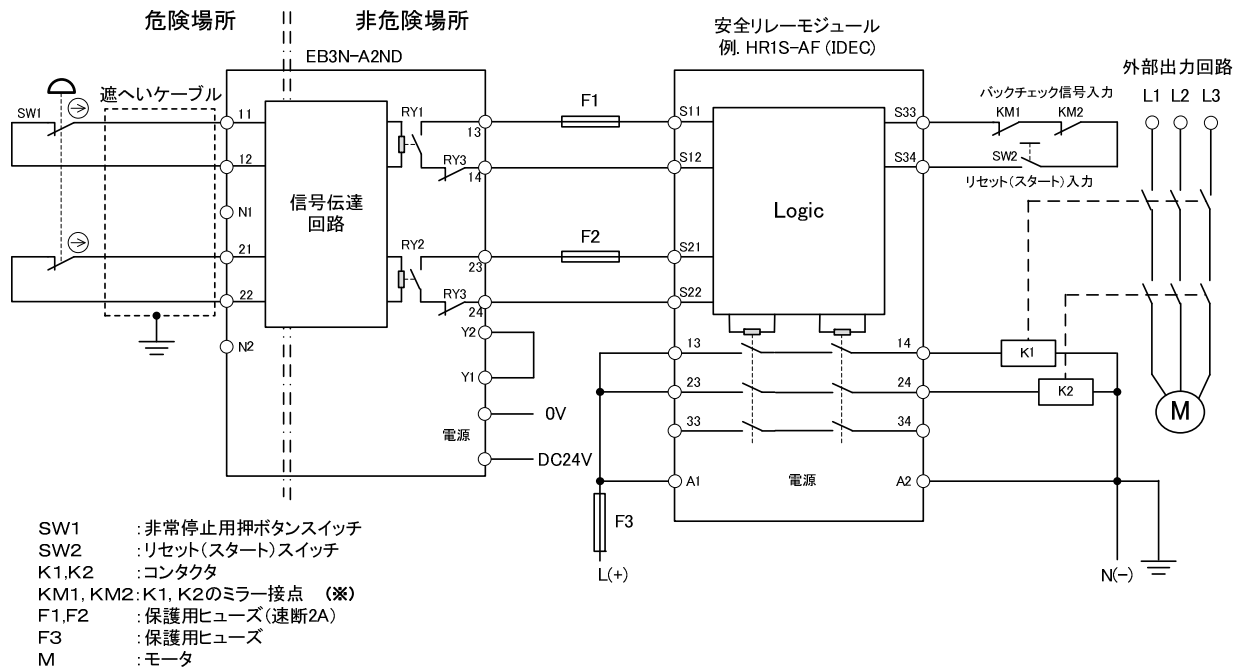 危険場所
非危険場所
安全リレーモジュール
例. HR1S-AF (IDEC)
EB3N-A2ND
外部出力回路
L1 L2 L3
遮へいケーブル
SW1
11
12
N1
21
22
N2
信号伝達
回路
RY1
13
RY3
14
RY2
23
RY3
24
Y2
Y1
0V
電源
DC24V
F1
F2
S11
S12
S21
S22
Logic
S33
S34
バックチェック信号入力
KM1 KM2
SW2
リセット(スタート)入力
13 14
23 24
33 34
A1 電源 A2
K1
K2
M
F3
L(+)
N(-)
SW1 :非常停止用押ボタンスイッチ
SW2 :リセット(スタート)スイッチ
K1,K2 :コンタクタ
KM1, KM2:K1, K2のミラー接点 (※)
F1,F2 :保護用ヒューズ(速断2A)
F3 :保護用ヒューズ
M :モータ